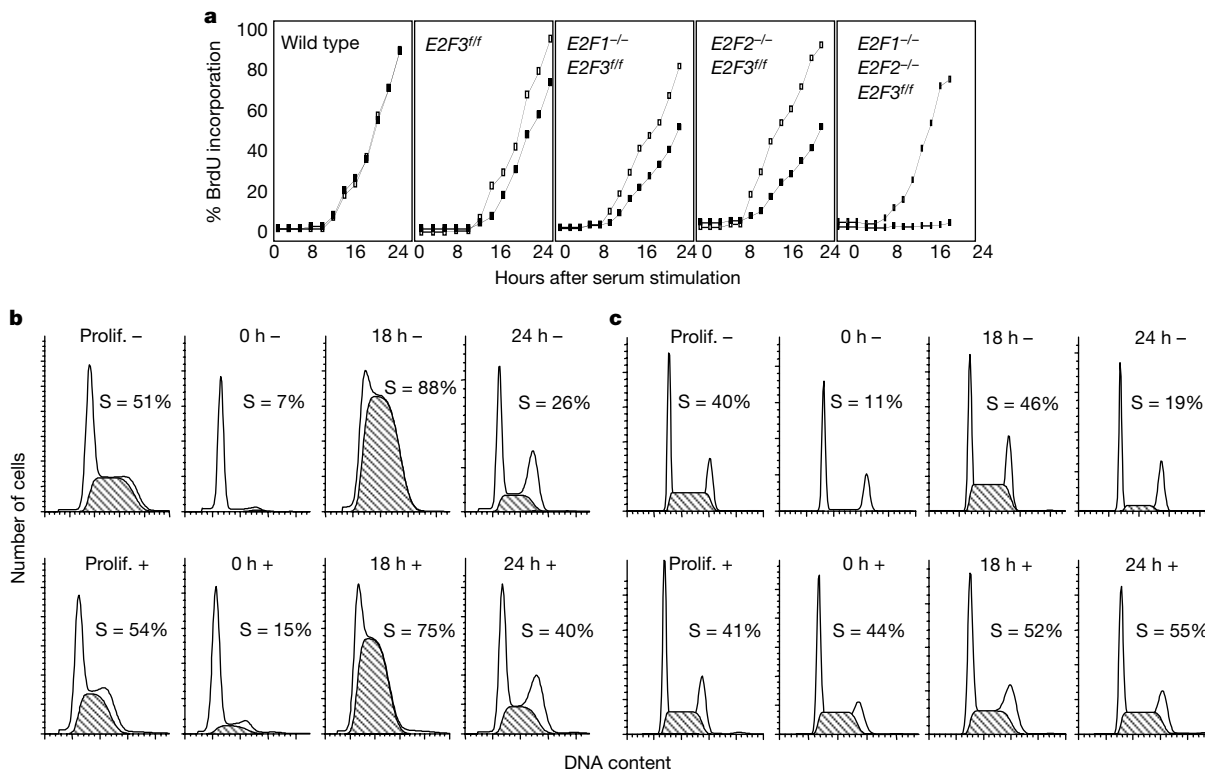 a
% BrdU incorporation
100
80
60
40
20
0
Wild type
E2F3f/f
E2F1–/–
E2F3f/f
E2F2–/–
E2F3f/f
E2F1–/–
E2F2–/–
E2F3f/f
0 8 16 24 0 8 16 24 0 8 16 24 0 8 16 24 0 8 16 24
Hours after serum stimulation
b
Prolif. – 0 h – 18 h – 24 h –
S = 51% S = 7% S = 88% S = 26%
Prolif. + 0 h + 18 h + 24 h +
S = 54% S = 15% S = 75% S = 40%
c
Prolif. – 0 h – 18 h – 24 h –
S = 40% S = 11% S = 46% S = 19%
Prolif. + 0 h + 18 h + 24 h +
S = 41% S = 44% S = 52% S = 55%
Number of cells
DNA content